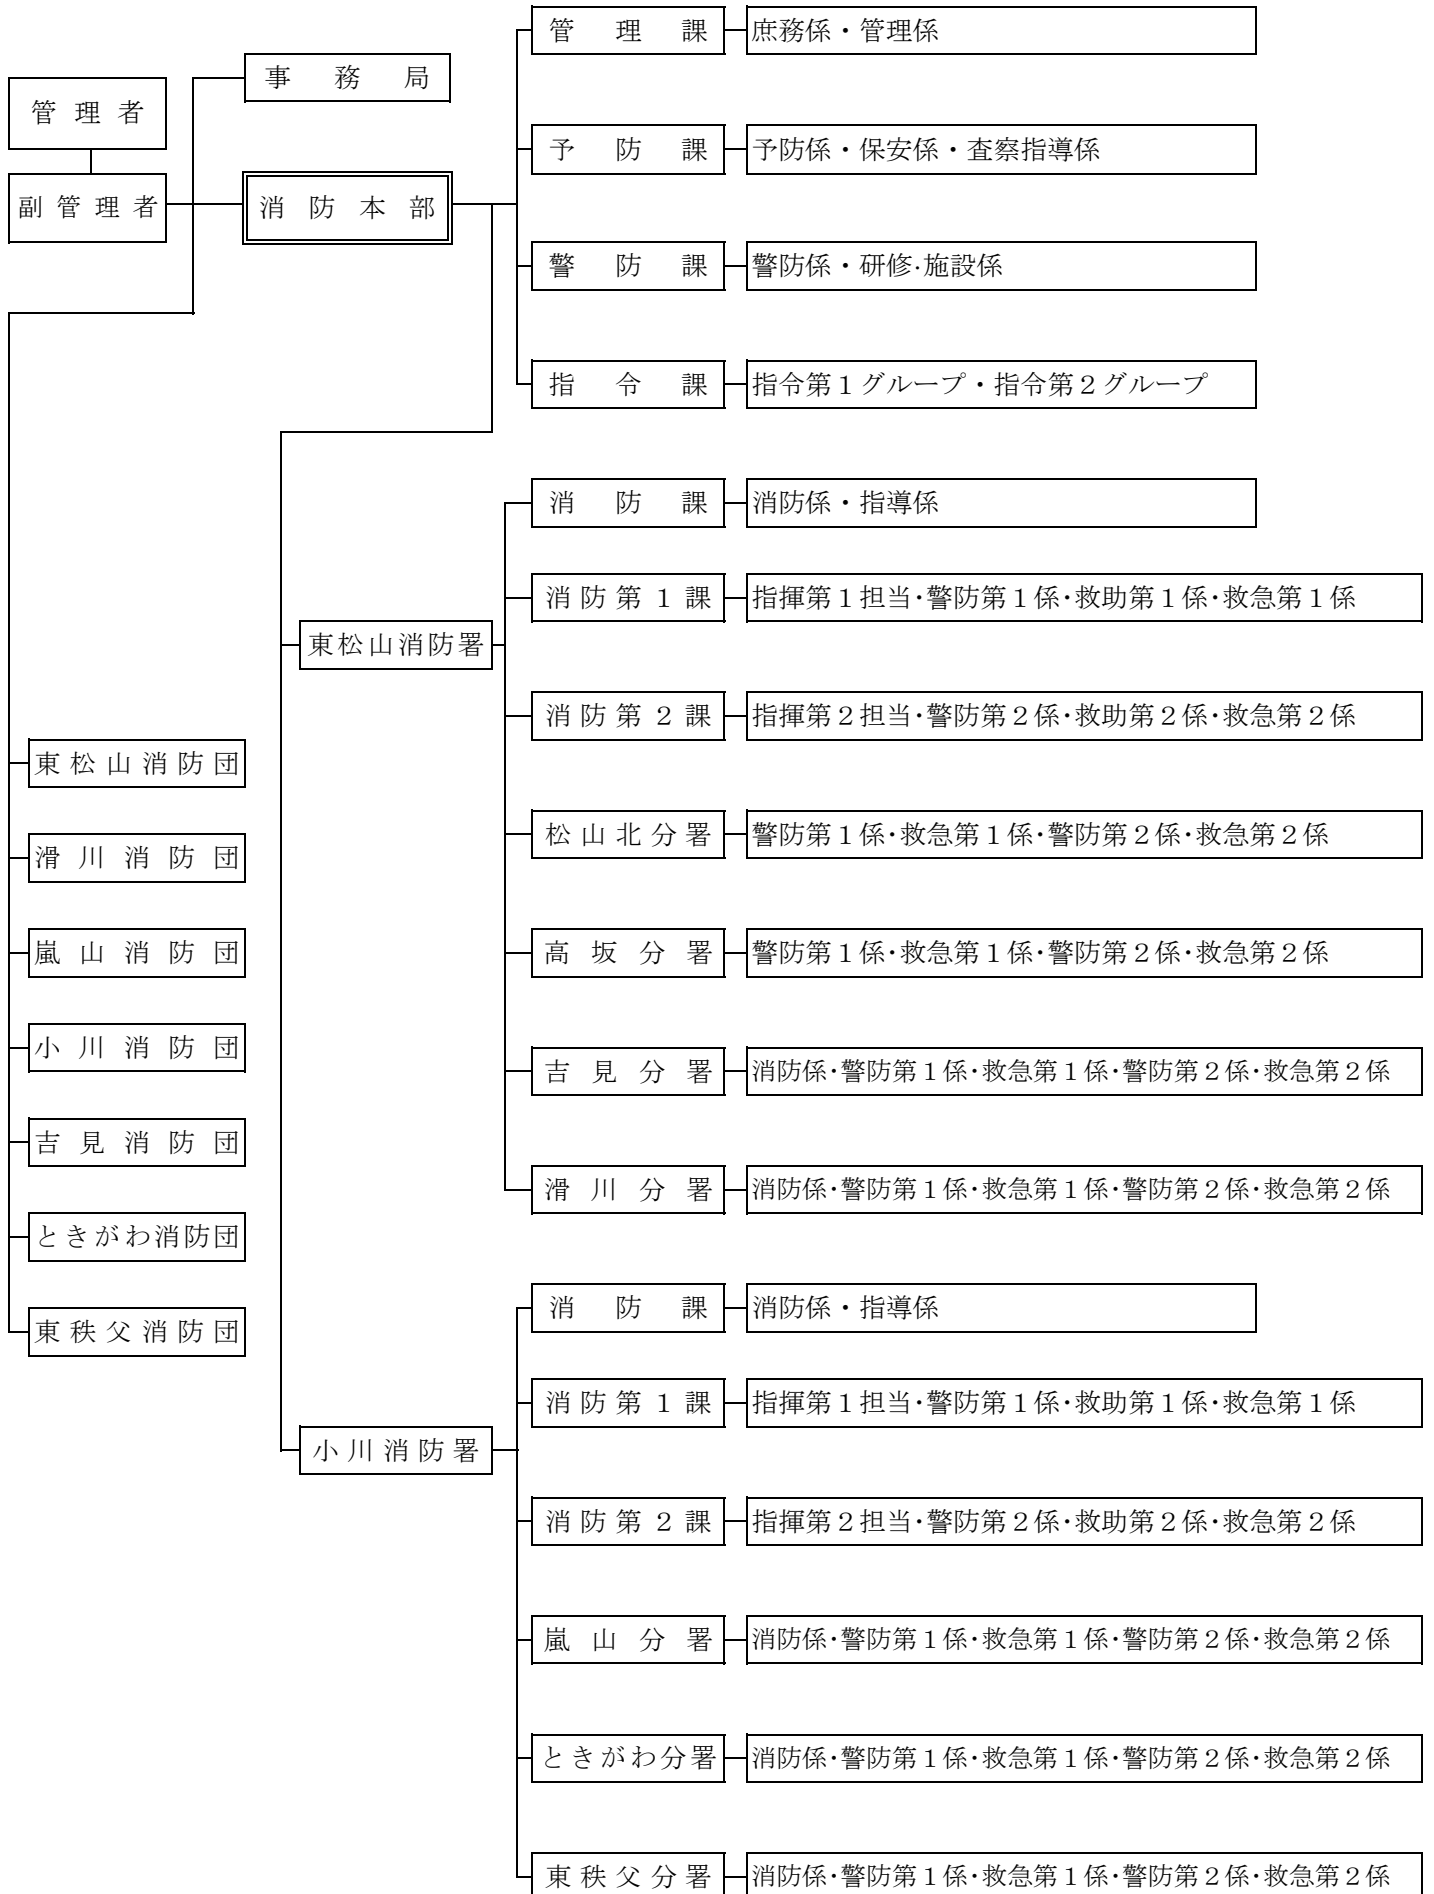 管理者
副管理者
事務局
消防本部
管理課 庶務係・管理係
予防課 予防係・保安係・査察指導係
警防課 警防係・研修･施設係
指令課 指令第１グループ・指令第２グループ
東松山消防署
消防課 消防係・指導係
消防第１課 指揮第１担当･警防第１係･救助第１係･救急第１係
消防第２課 指揮第２担当･警防第２係･救助第２係･救急第２係
松山北分署 警防第１係･救急第１係･警防第２係･救急第２係
高坂分署 警防第１係･救急第１係･警防第２係･救急第２係
吉見分署 消防係･警防第１係･救急第１係･警防第２係･救急第２係
滑川分署 消防係･警防第１係･救急第１係･警防第２係･救急第２係
小川消防署
消防課 消防係・指導係
消防第１課 指揮第１担当･警防第１係･救助第１係･救急第１係
消防第２課 指揮第２担当･警防第２係･救助第２係･救急第２係
嵐山分署 消防係･警防第１係･救急第１係･警防第２係･救急第２係
ときがわ分署 消防係･警防第１係･救急第１係･警防第２係･救急第２係
東秩父分署 消防係･警防第１係･救急第１係･警防第２係･救急第２係
東松山消防団
滑川消防団
嵐山消防団
小川消防団
吉見消防団
ときがわ消防団
東秩父消防団